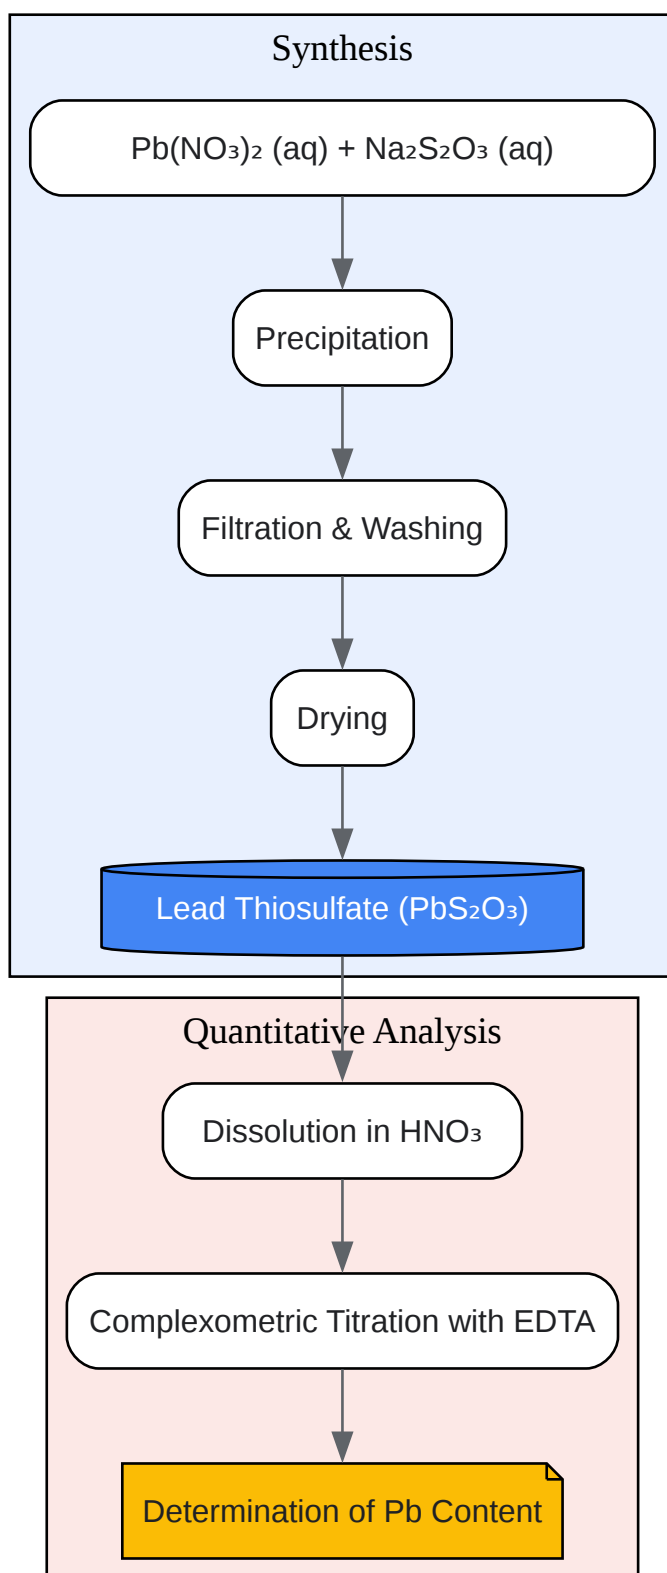 Synthesis
Pb(NO₃)₂ (aq) + Na₂S₂O₃ (aq)
Precipitation
Filtration & Washing
Drying
Lead Thiosulfate (PbS₂O₃)
Quantitative Analysis
Dissolution in HNO₃
Complexometric Titration with EDTA
Determination of Pb Content